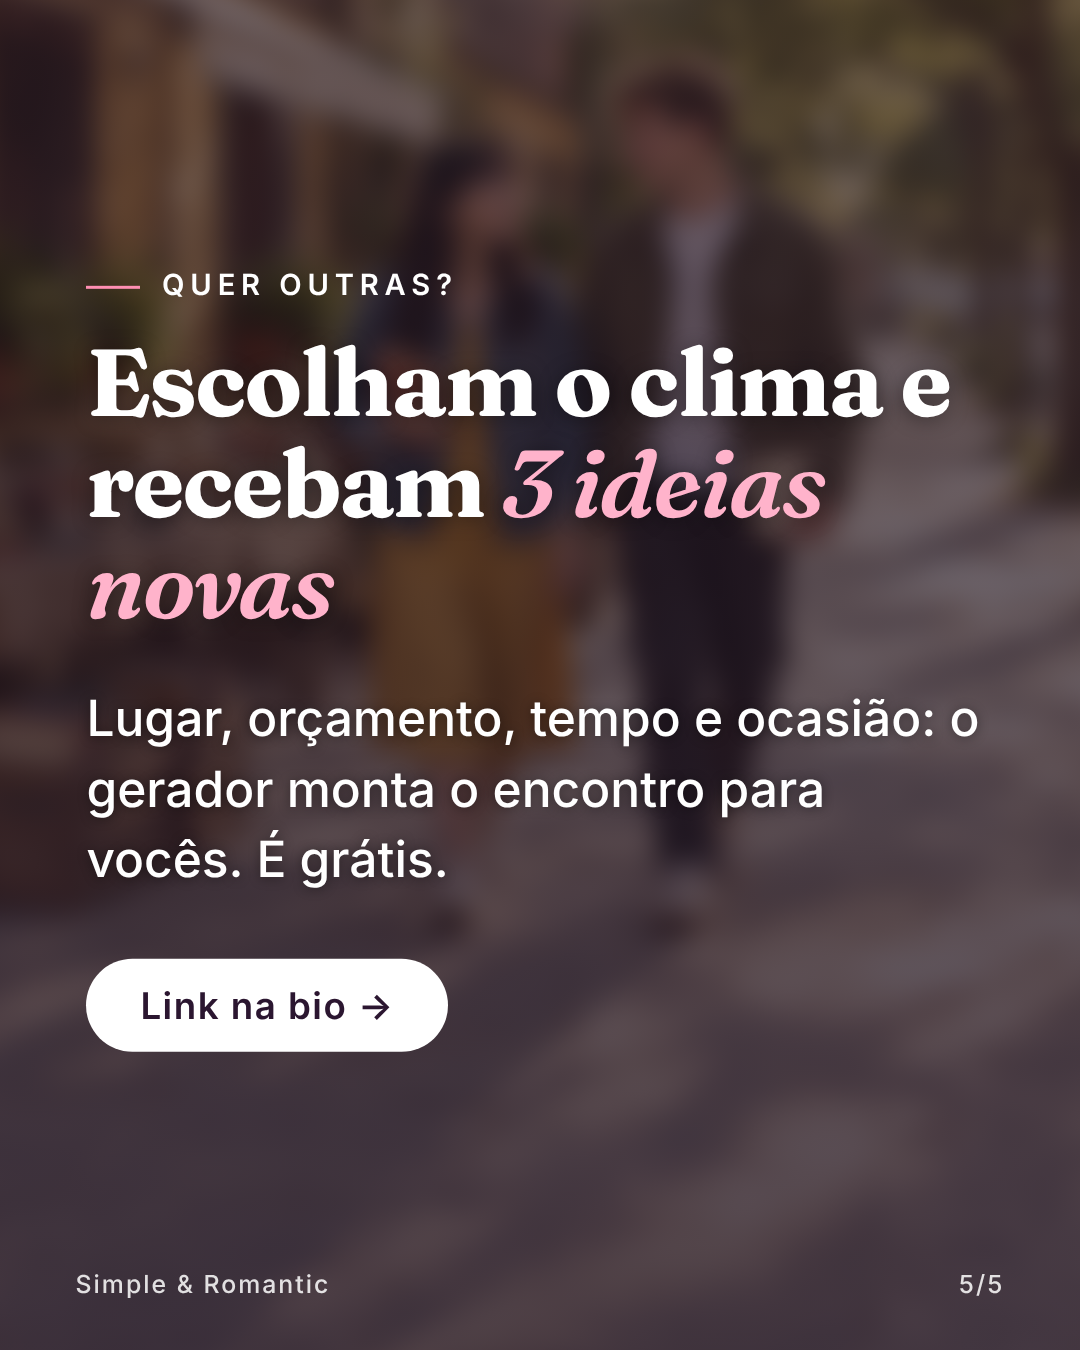 QUER OUTRAS?
Escolham o clima e
recebam 3 ideias
novas
Lugar, orçamento, tempo e ocasião: o
gerador monta o encontro para
vocês. É grátis.
Link na bio →
Simple & Romantic
5/5